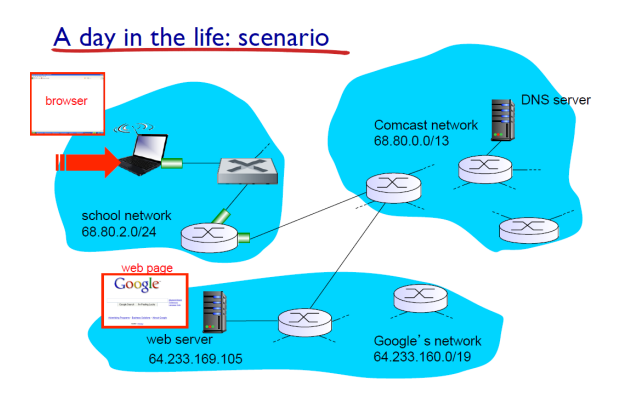 A day in the life: scenario
browser
DNS server
Comcast network
68.80.0.0/13
school network
68.80.2.0/24
web page
Google
web server
64.233.169.105
Google's network
64.233.160.0/19